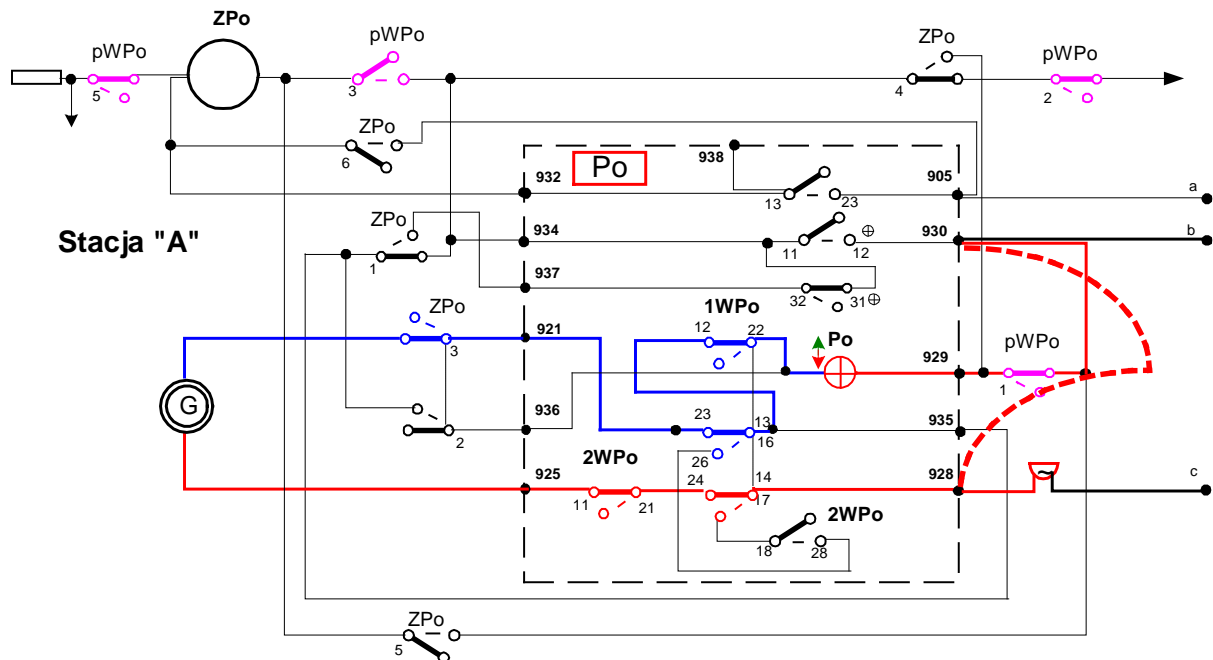 ZPo
pWPo
pWPo
ZPo
pWPo
5
3
4
2
ZPo
6
938
932
Po
905
13
23
a
Stacja "A"
ZPo
934
930
b
1
11
12
937
32
31
ZPo
1WPo
921
12
22
Po
3
929
pWPo
G
1
936
23
13
935
2
16
26
2WPo
925
24
14
928
c
11
21
17
~
2WPo
18
28
ZPo
5